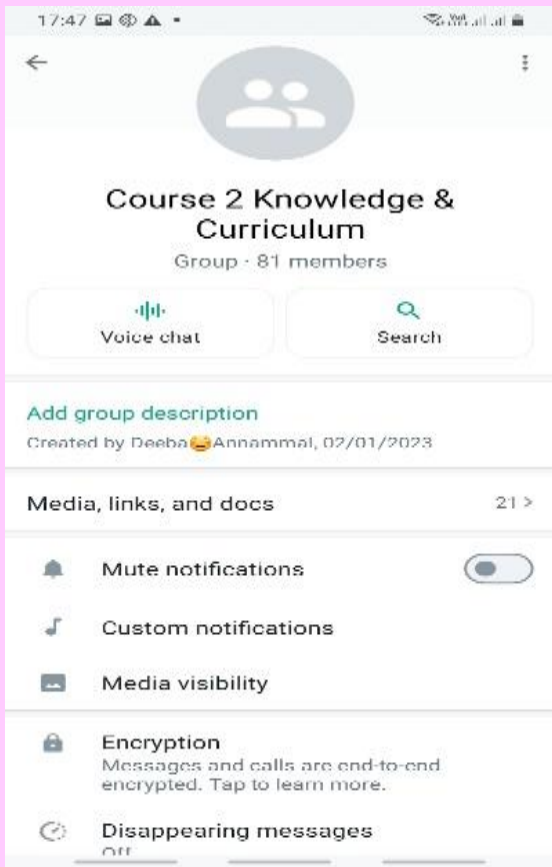 17:47
Course 2 Knowledge &
Curriculum
Group · 81 members
Voice chat
Search
Add group description
Created by Deeba😂Annammal, 02/01/2023
Media, links, and docs 21 >
Mute notifications
Custom notifications
Media visibility
Encryption
Messages and calls are end-to-end
encrypted. Tap to learn more.
Disappearing messages
Off